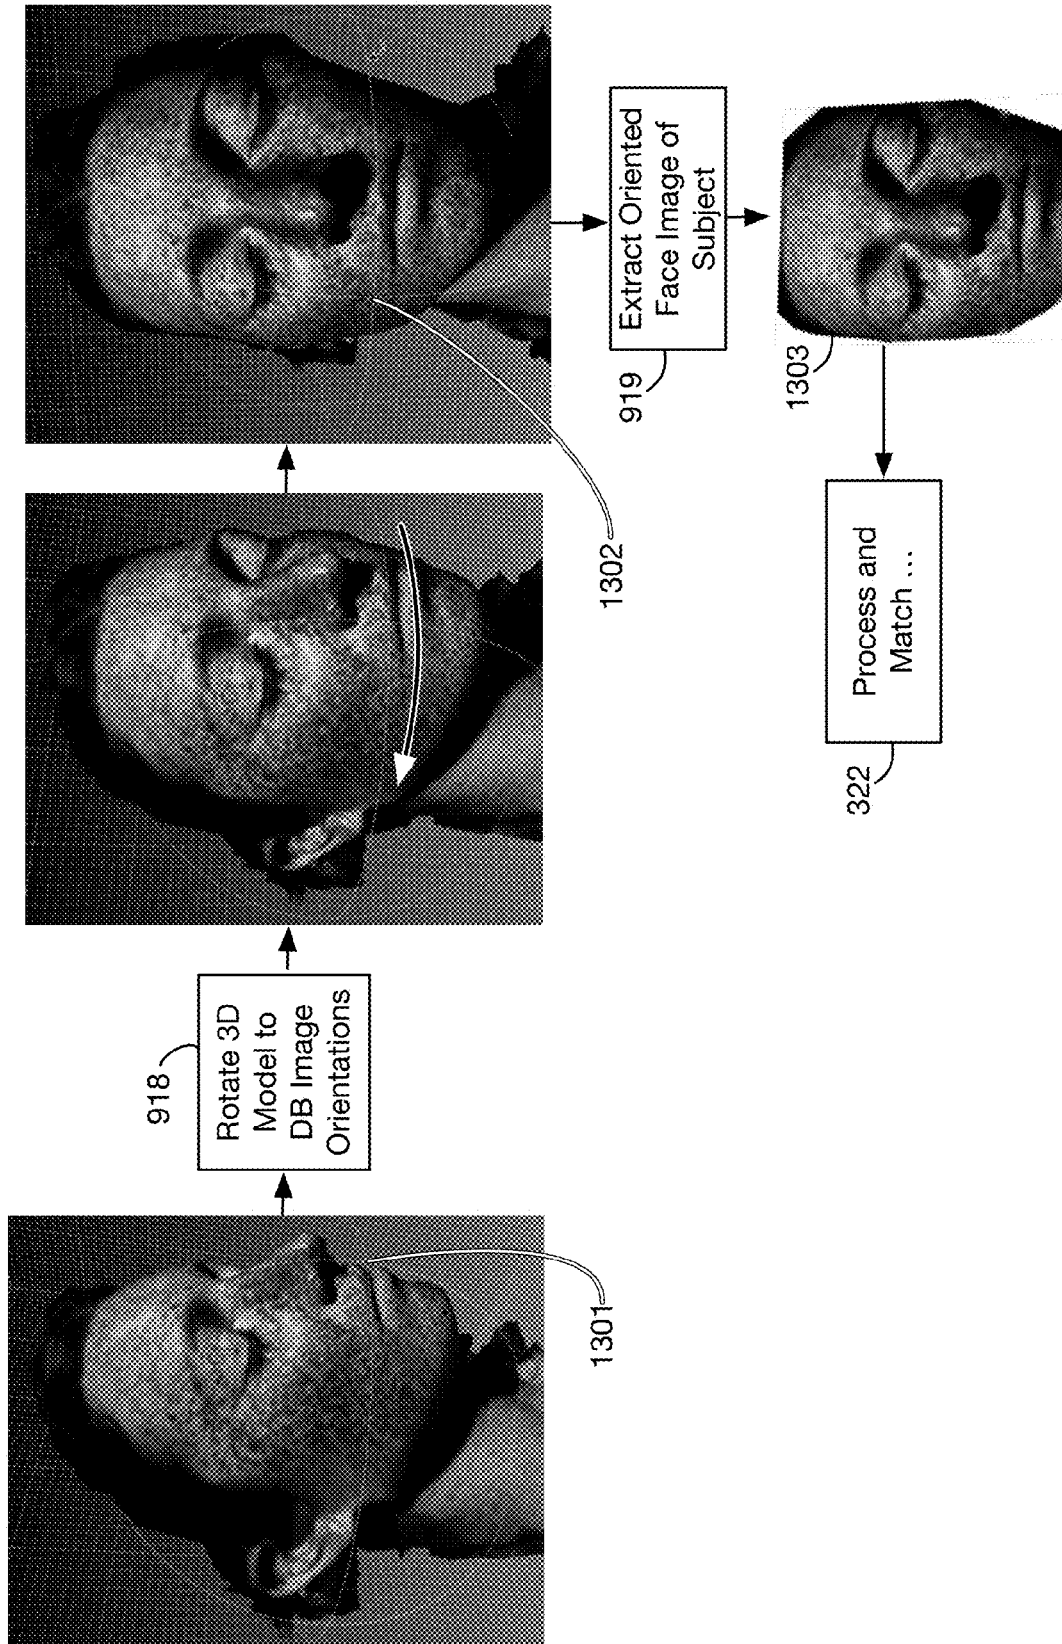 1301
918
Rotate 3D
Model to
DB Image
Orientations
1302
919
Extract Oriented
Face Image of
Subject
1303
322
Process and
Match ...